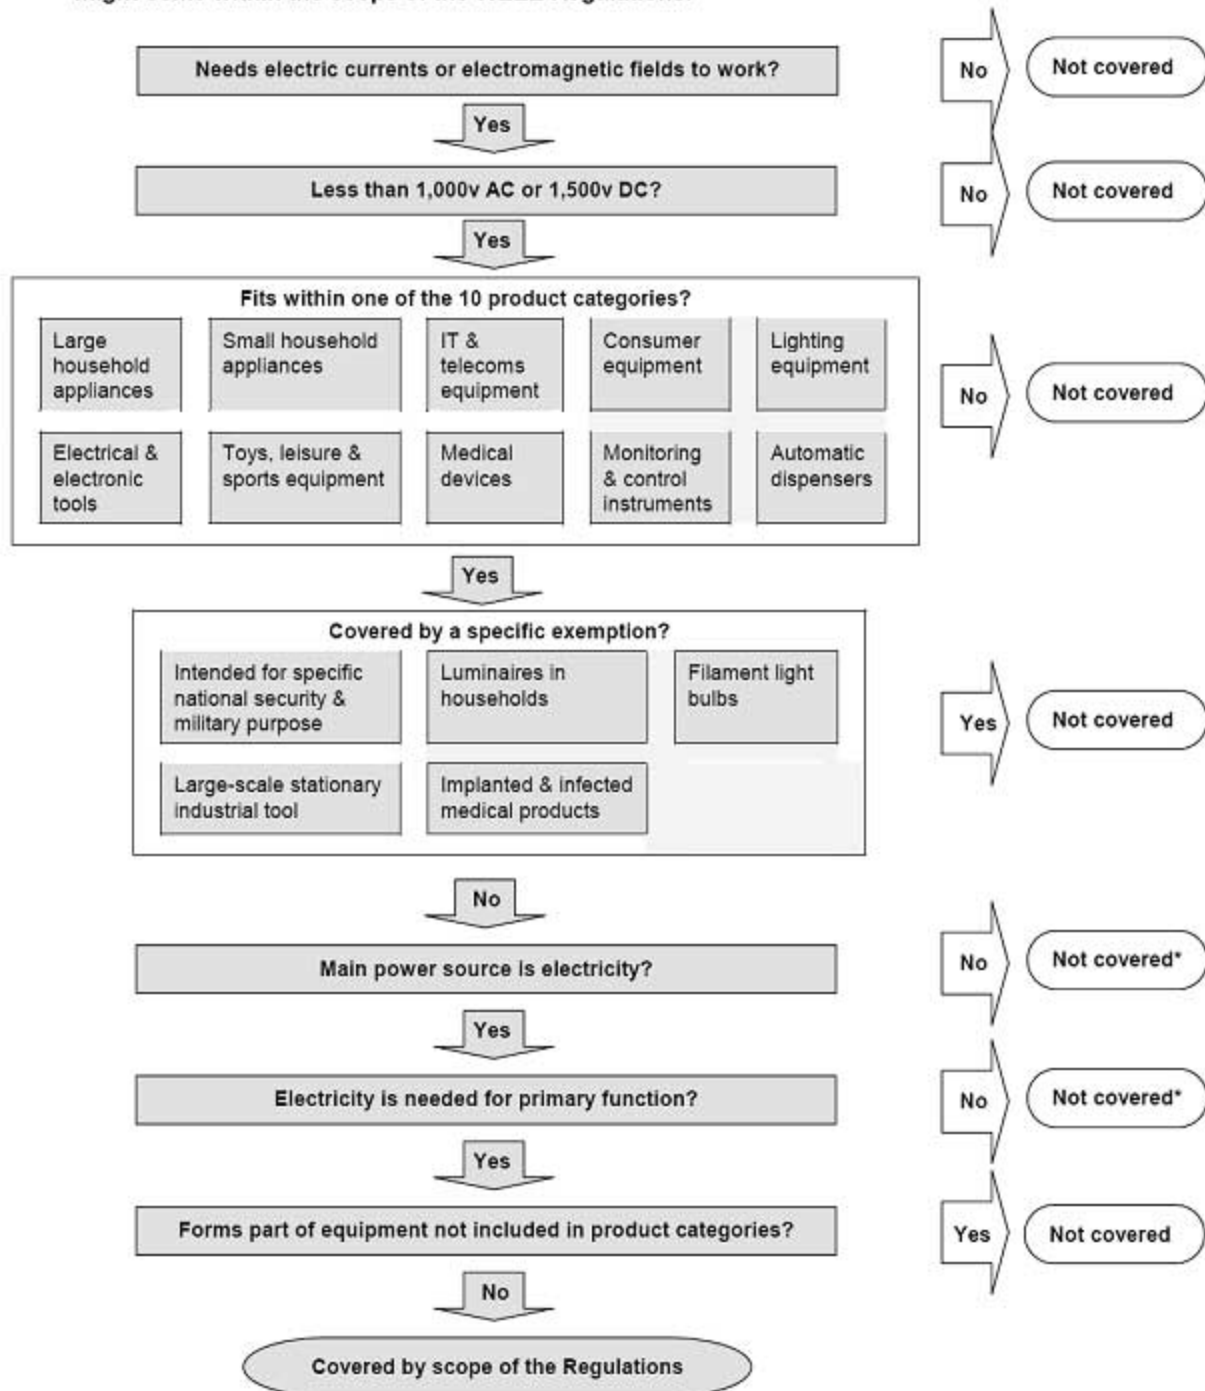 Needs electric currents or electromagnetic fields to work?
No
Not covered
Yes
Less than 1,000v AC or 1,500v DC?
No
Not covered
Yes
Fits within one of the 10 product categories?
Large
household
appliances
Small household
appliances
IT &
telecoms
equipment
Consumer
equipment
Lighting
equipment
No
Not covered
Electrical &
electronic
tools
Toys, leisure &
sports equipment
Medical
devices
Monitoring
& control
instruments
Automatic
dispensers
Yes
Covered by a specific exemption?
Intended for specific
national security &
military purpose
Luminaires in
households
Filament light
bulbs
Yes
Not covered
Large-scale stationary
industrial tool
Implanted & infected
medical products
No
Main power source is electricity?
No
Not covered*
Yes
Electricity is needed for primary function?
No
Not covered*
Yes
Forms part of equipment not included in product categories?
Yes
Not covered
No
Covered by scope of the Regulations